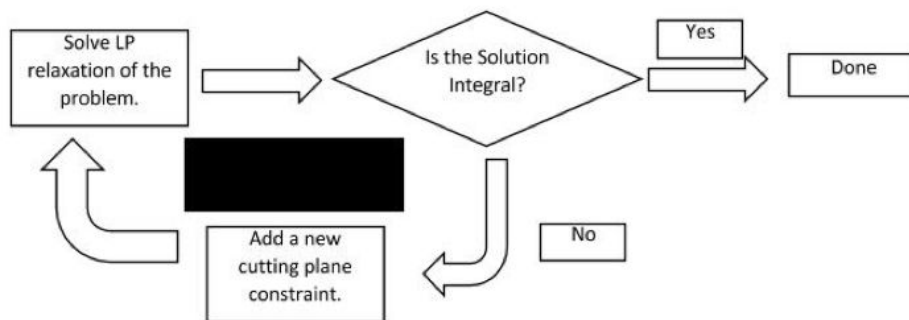 Solve LP
relaxation of the
problem.
Is the Solution
Integral?
Yes
Done
No
Add a new
cutting plane
constraint.